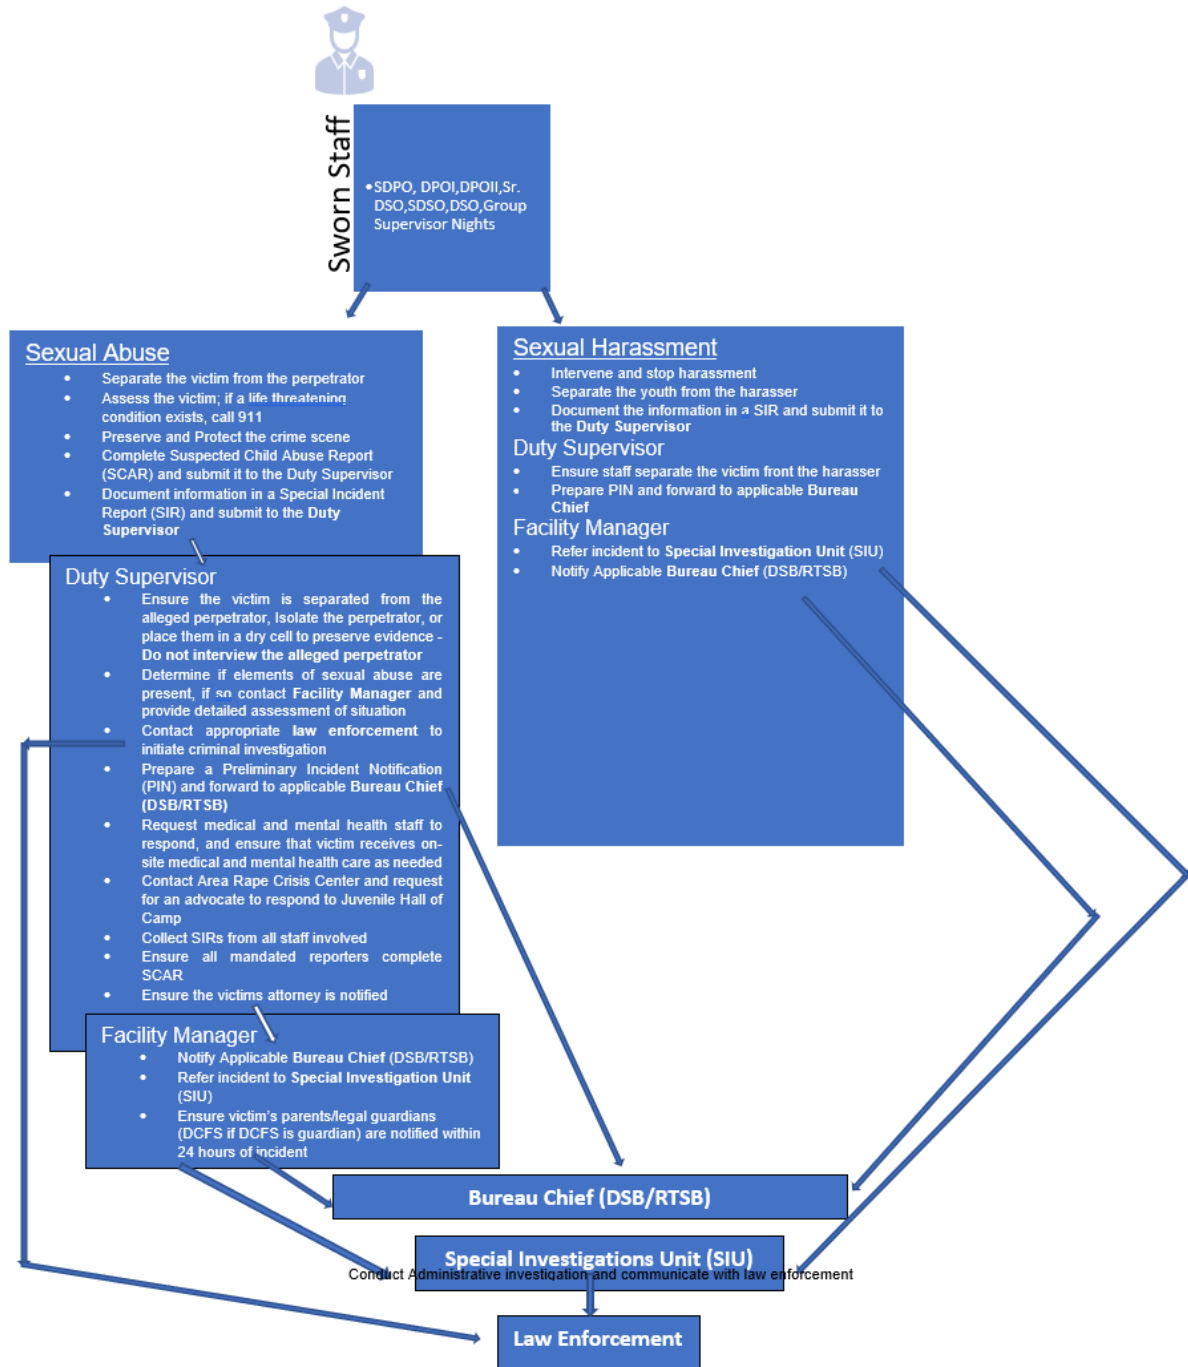 Sworn Staff
•SDPO, DPOI,DPOII,Sr.
DSO,SDSO,DSO,Group
Supervisor Nights
Sexual Abuse
• Separate the victim from the perpetrator
• Assess the victim; if a life threatening
condition exists, call 911
• Preserve and Protect the crime scene
• Complete Suspected Child Abuse Report
(SCAR) and submit it to the Duty Supervisor
• Document information in a Special Incident
Report (SIR) and submit to the Duty
Supervisor
Duty Supervisor
• Ensure the victim is separated from the
alleged perpetrator, Isolate the perpetrator, or
place them in a dry cell to preserve evidence -
Do not interview the alleged perpetrator
• Determine if elements of sexual abuse are
present, if so contact Facility Manager and
provide detailed assessment of situation
• Contact appropriate law enforcement to
initiate criminal investigation
• Prepare a Preliminary Incident Notification
(PIN) and forward to applicable Bureau Chief
(DSB/RTSB)
• Request medical and mental health staff to
respond, and ensure that victim receives on-
site medical and mental health care as needed
• Contact Area Rape Crisis Center and request
for an advocate to respond to Juvenile Hall of
Camp
• Collect SIRs from all staff involved
• Ensure all mandated reporters complete
SCAR
• Ensure the victims attorney is notified
Facility Manager
• Notify Applicable Bureau Chief (DSB/RTSB)
• Refer incident to Special Investigation Unit
(SIU)
• Ensure victim's parents/legal guardians
(DCFS if DCFS is guardian) are notified within
24 hours of incident
Sexual Harassment
• Intervene and stop harassment
• Separate the youth from the harasser
• Document the information in a SIR and submit it to
the Duty Supervisor
Duty Supervisor
• Ensure staff separate the victim front the harasser
• Prepare PIN and forward to applicable Bureau
Chief
Facility Manager
• Refer incident to Special Investigation Unit (SIU)
• Notify Applicable Bureau Chief (DSB/RTSB)
Bureau Chief (DSB/RTSB)
Special Investigations Unit (SIU)
Conduct Administrative investigation and communicate with law enforcement
Law Enforcement